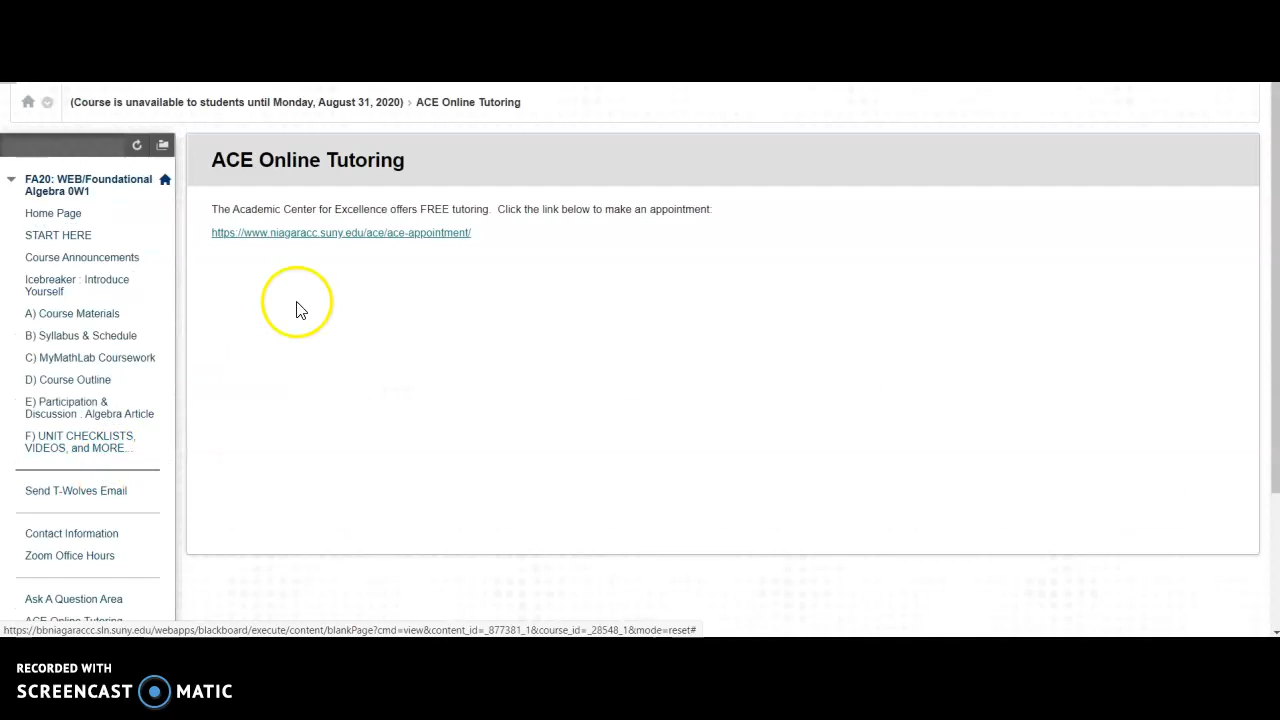 (Course is unavailable to students until Monday, August 31, 2020) › ACE Online Tutoring
FA20: WEB/Foundational
Algebra 0W1
Home Page
START HERE
Course Announcements
Icebreaker : Introduce
Yourself
A) Course Materials
B) Syllabus & Schedule
C) MyMathLab Coursework
D) Course Outline
E) Participation &
Discussion : Algebra Article
F) UNIT CHECKLISTS,
VIDEOS, and MORE...
Send T-Wolves Email
Contact Information
Zoom Office Hours
Ask A Question Area
ACE Online Tutoring
ACE Online Tutoring
The Academic Center for Excellence offers FREE tutoring. Click the link below to make an appointment:
https://www.niagaracc.suny.edu/ace/ace-appointment/
https://bbniagaraccc.sln.suny.edu/webapps/blackboard/execute/content/blankPage?cmd=view&content_id=_877381_1&course_id=_28548_1&mode=reset#
RECORDED WITH
SCREENCAST MATIC